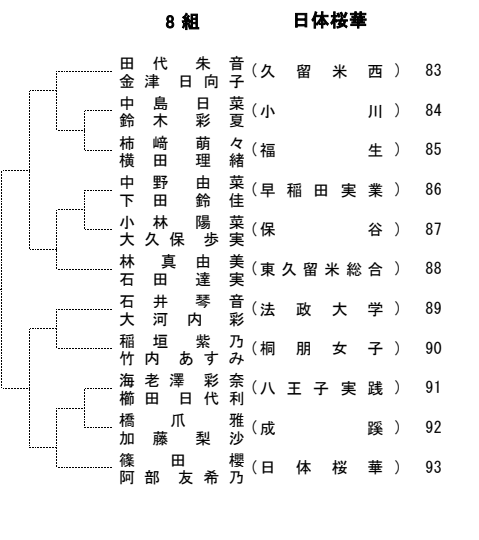 8組 日体桜華
田代 朱音
金津 日向子 (久留米西) 83
中島 日菜
鈴木 彩夏 (小川) 84
柿﨑 萌々
横田 理緒 (福生) 85
中野 由菜
下田 鈴佳 (早稲田実業) 86
小林 陽菜
大久保 歩実 (保谷) 87
林 真由美
石田 達実 (東久留米総合) 88
石井 琴音
大河内 彩 (法政大学) 89
稲垣 紫乃
竹内 あすみ (桐朋女子) 90
海老澤 彩奈
櫛田 日代利 (八王子実践) 91
橋爪 雅
加藤 梨沙 (成蹊) 92
篠田 櫻
阿部 友希乃 (日体桜華) 93